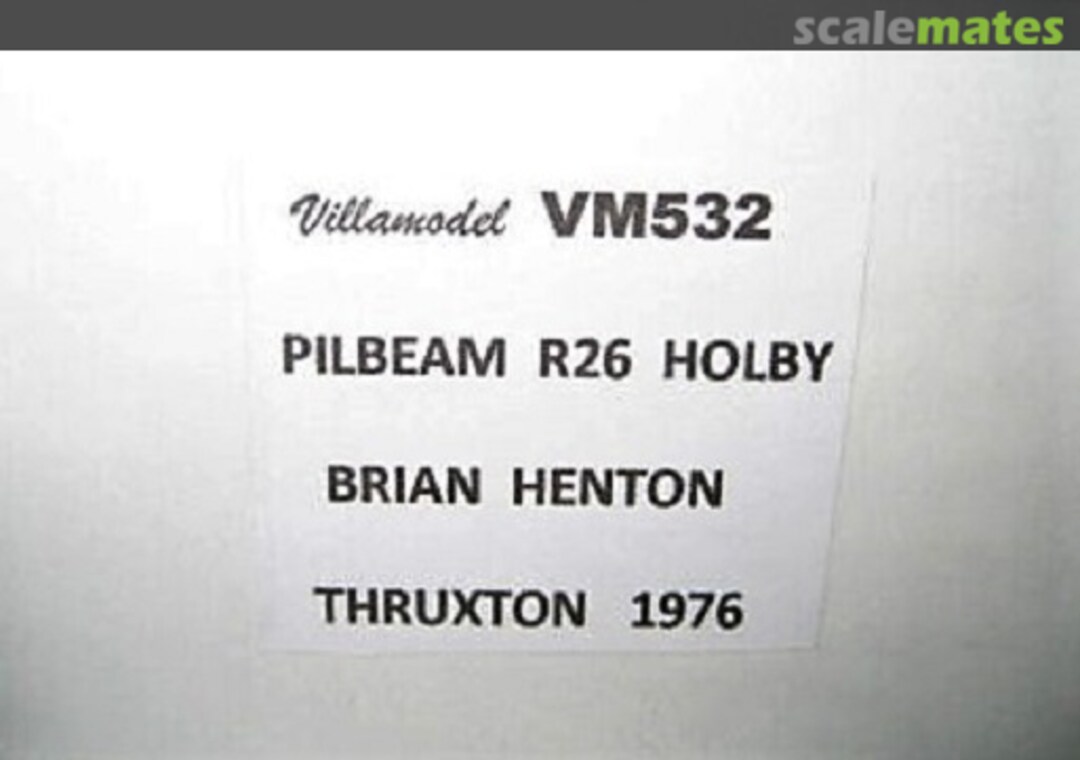 scalemates
Villamodel VM532
PILBEAM R26 HOLBY
BRIAN HENTON
THRUXTON 1976